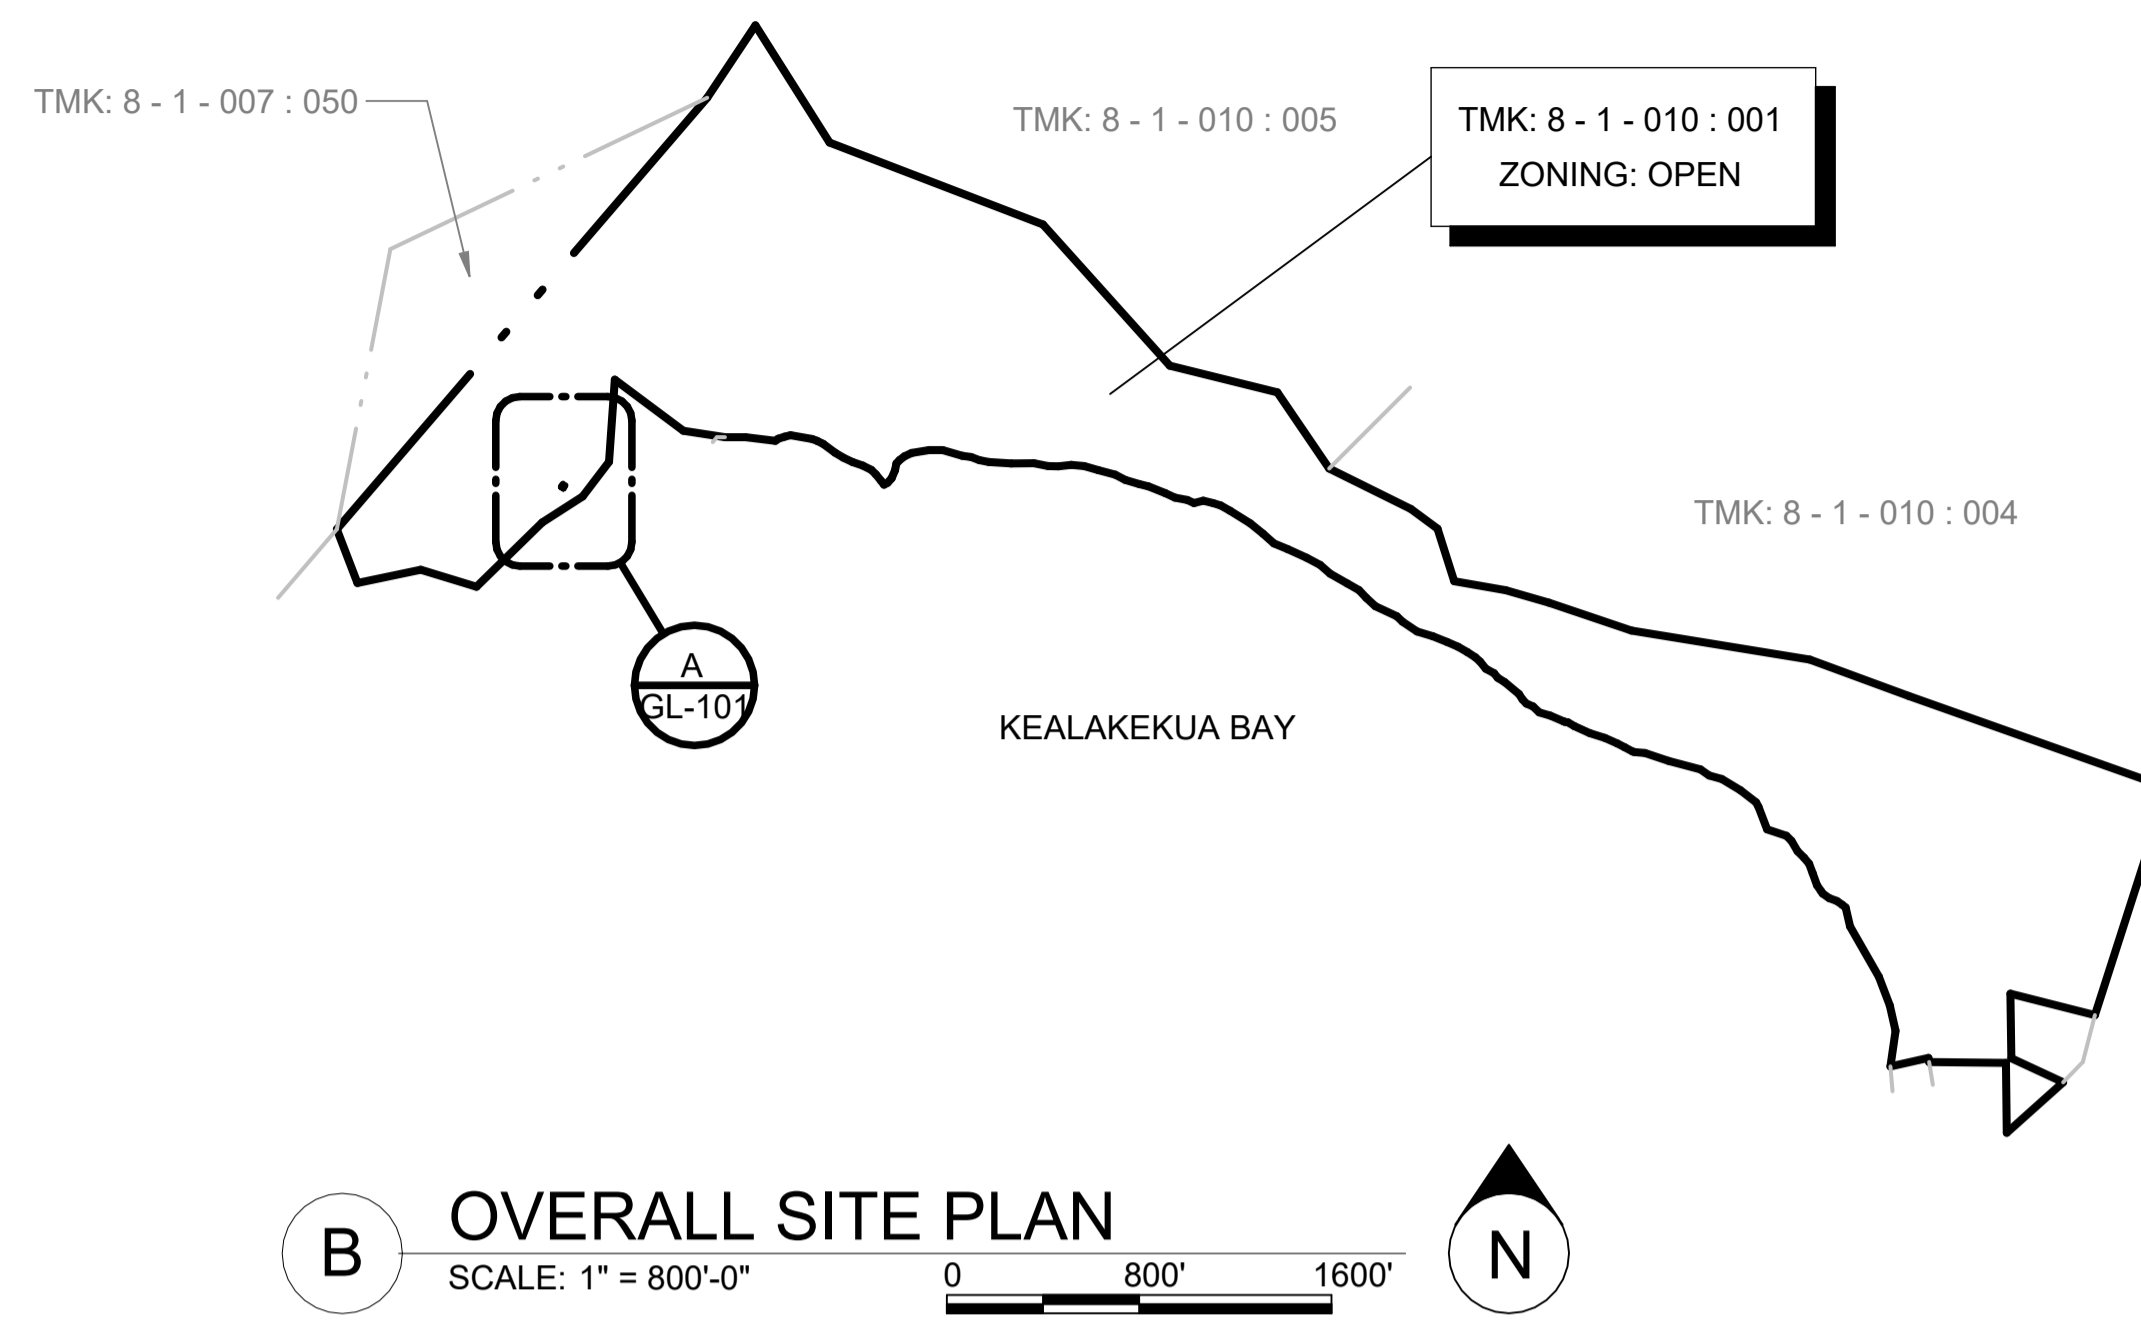 TMK: 8 - 1 - 007 : 050
TMK: 8 - 1 - 010 : 005
TMK: 8 - 1 - 010 : 001
ZONING: OPEN
TMK: 8 - 1 - 010 : 004
A
GL-101
KEALAKEKUA BAY
B
OVERALL SITE PLAN
SCALE: 1" = 800'-0"
0 800' 1600'
N